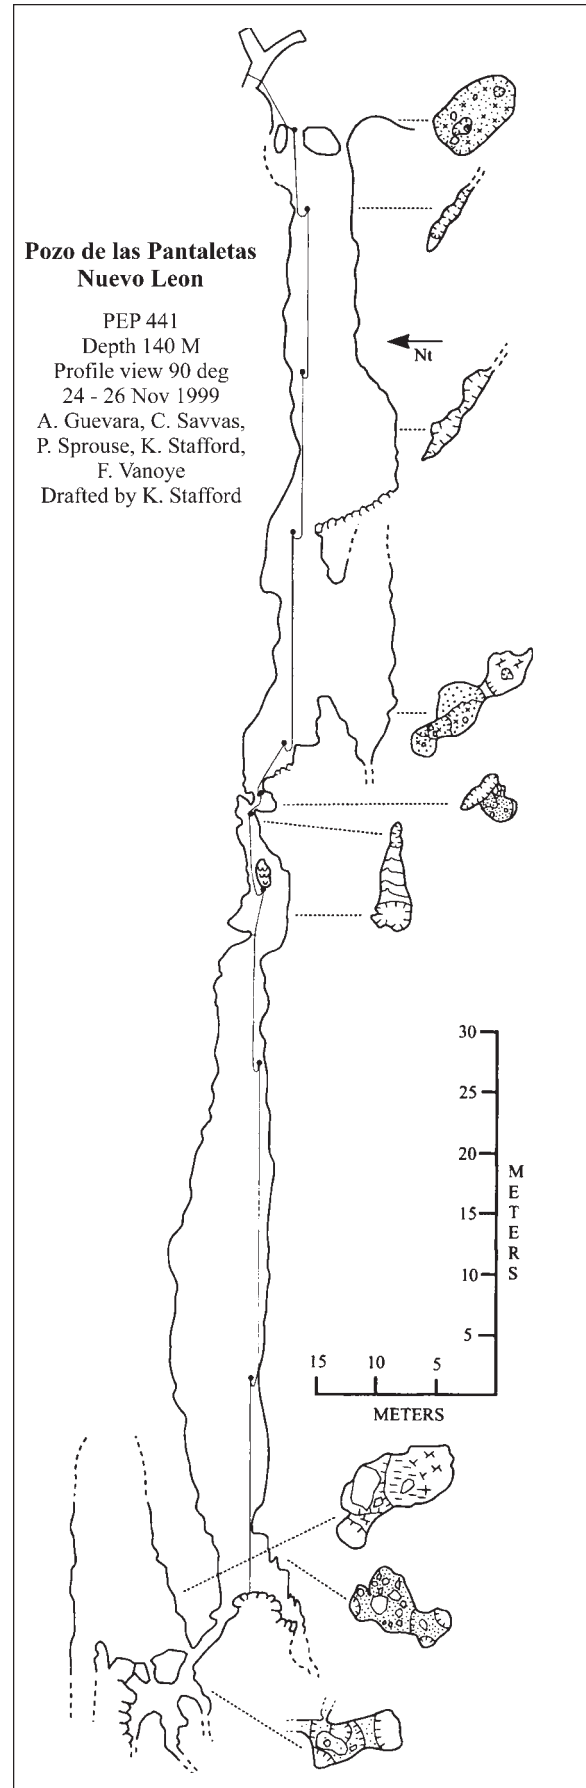 Pozo de las Pantaletas
Nuevo Leon
PEP 441
Depth 140 M
Profile view 90 deg
24 - 26 Nov 1999
A. Guevara, C. Savvas,
P. Sprouse, K. Stafford,
F. Vanoye
Drafted by K. Stafford
Nt
30
25
20
15
10
5
METERS
15 10 5
METERS